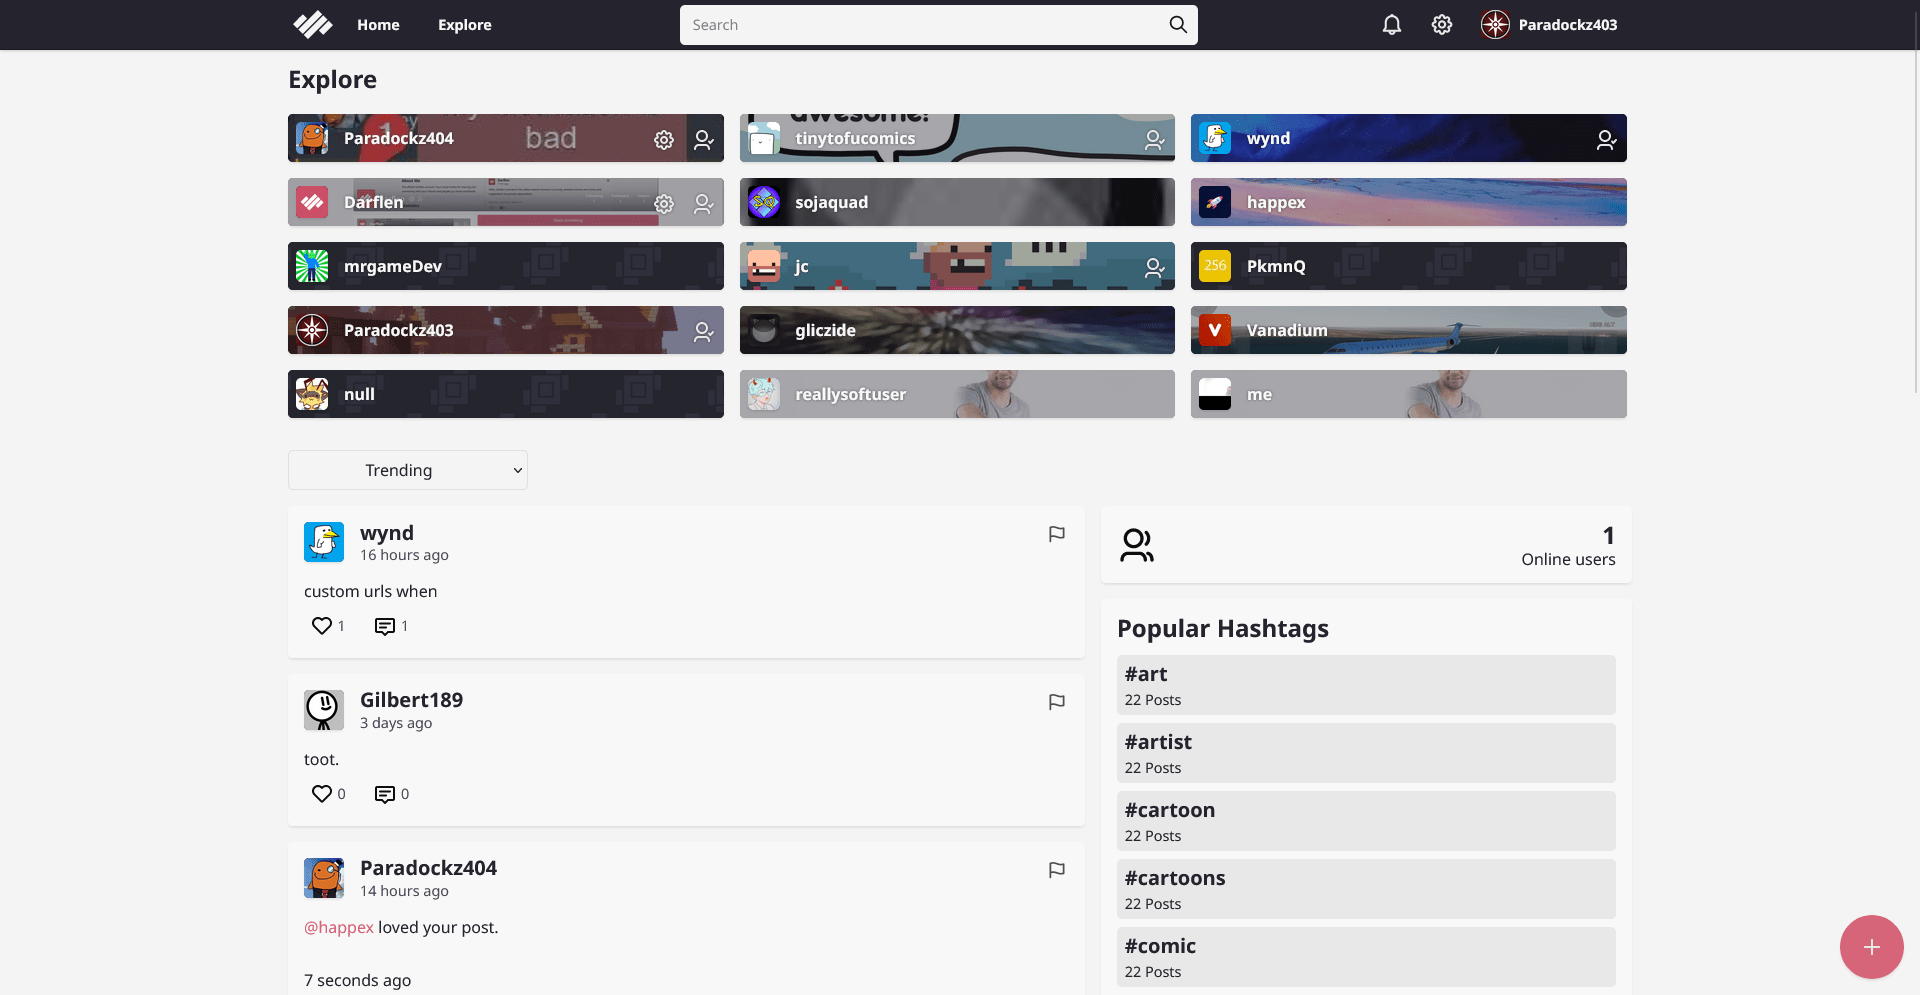 Home
Explore
Search
Paradockz403
Explore
Paradockz404
bad
awesome!
tinytofucomics
wynd
Darflen
sojaquad
happex
mrgameDev
jc
256
PkmnQ
Paradockz403
gliczide
V
Vanadium
null
reallysoftuser
me
Trending
wynd
16 hours ago
custom urls when
1
1
Gilbert189
3 days ago
toot.
0
0
Paradockz404
14 hours ago
@happex loved your post.
7 seconds ago
1
Online users
Popular Hashtags
#art
22 Posts
#artist
22 Posts
#cartoon
22 Posts
#cartoons
22 Posts
#comic
22 Posts